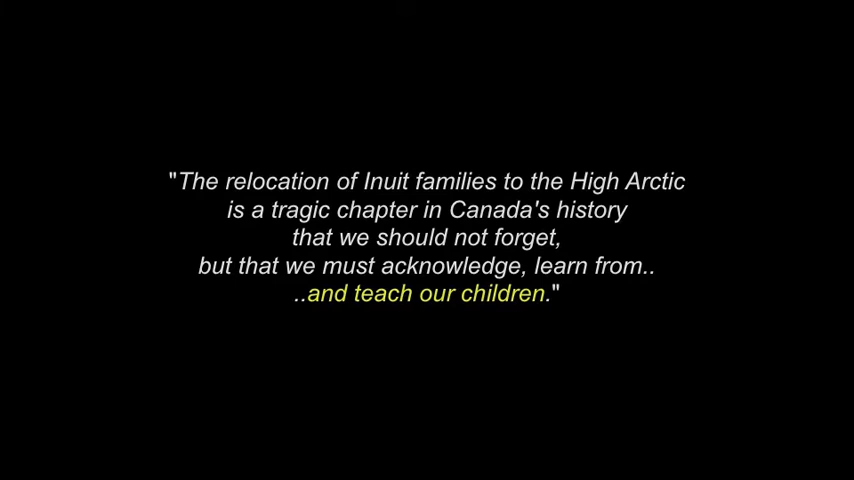 "The relocation of Inuit families to the High Arctic
is a tragic chapter in Canada's history
that we should not forget,
but that we must acknowledge, learn from..
..and teach our children."